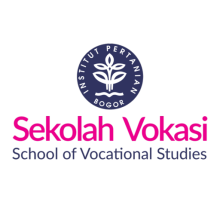 INSTITUT PERTANIAN
BOGOR
Sekolah Vokasi
School of Vocational Studies